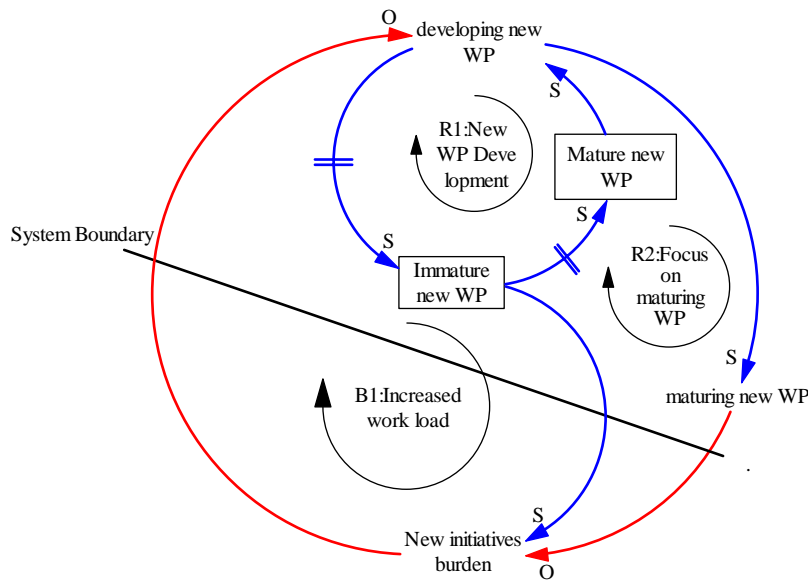 O
developing new
WP
S
R1:New
WP Deve
lopment
Mature new
WP
S
System Boundary
S
Immature
new WP
R2:Focus
on
maturing
WP
S
maturing new WP
B1:Increased
work load
.
S
New initiatives
burden
O